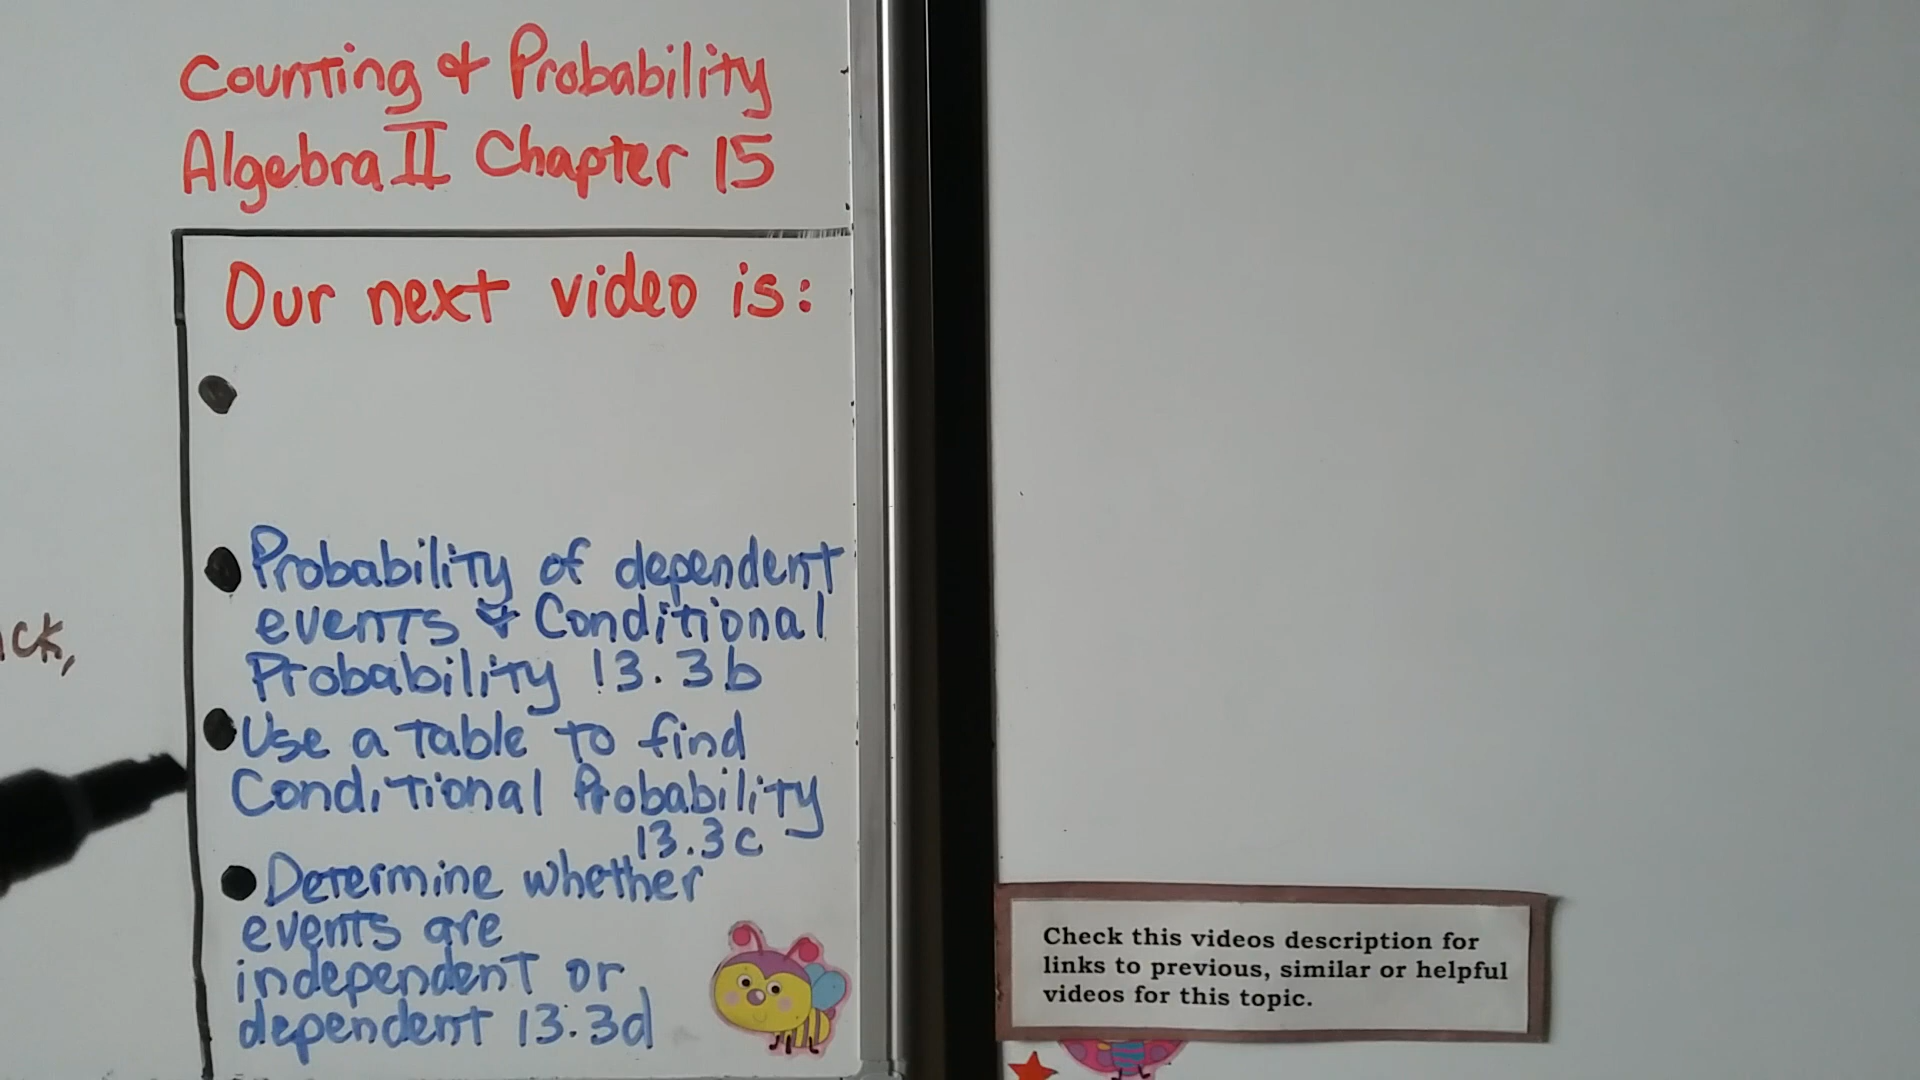 Counting & Probability
Algebra II Chapter 15
Our next video is:
Probability of dependent
events & Conditional
Probability 13.3b
Use a table to find
Conditional Probability
13.3c
Determine whether
events are
independent or
dependent 13.3d
ck,
Check this videos description for
links to previous, similar or helpful
videos for this topic.